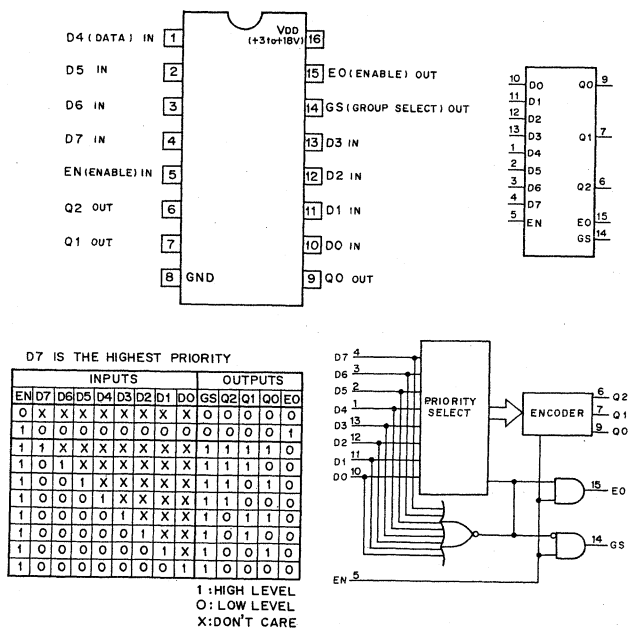 D4 (DATA) IN 1
D5 IN 2
D6 IN 3
D7 IN 4
EN (ENABLE) IN 5
Q2 OUT 6
Q1 OUT 7
8 GND
VDD
(+3 to +18V) 16
15 EO (ENABLE) OUT
14 GS (GROUP SELECT) OUT
13 D3 IN
12 D2 IN
11 D1 IN
10 D0 IN
9 Q0 OUT
10 D0 Q0 9
11 D1
12 D2
13 D3 Q1 7
1 D4
2 D5
3 D6 Q2 6
4 D7
5 EN EO 15
GS 14
D7 IS THE HIGHEST PRIORITY
INPUTS OUTPUTS
EN D7 D6 D5 D4 D3 D2 D1 D0 GS Q2 Q1 Q0 EO
0 X X X X X X X X 0 0 0 0 0
1 0 0 0 0 0 0 0 0 0 0 0 0 1
1 1 X X X X X X X 1 1 1 1 0
1 0 1 X X X X X X 1 1 1 0 0
1 0 0 1 X X X X X 1 1 0 1 0
1 0 0 0 1 X X X X 1 1 0 0 0
1 0 0 0 0 1 X X X 1 0 1 1 0
1 0 0 0 0 0 1 X X 1 0 1 0 0
1 0 0 0 0 0 0 1 X 1 0 0 1 0
1 0 0 0 0 0 0 0 1 1 0 0 0 0
1 : HIGH LEVEL
0 : LOW LEVEL
X : DON'T CARE
D7 4
D6 3
D5 2
D4 1
D3 13
D2 12
D1 11
D0 10
PRIORITY
SELECT
ENCODER
6 Q2
7 Q1
9 Q0
15 EO
14 GS
EN 5